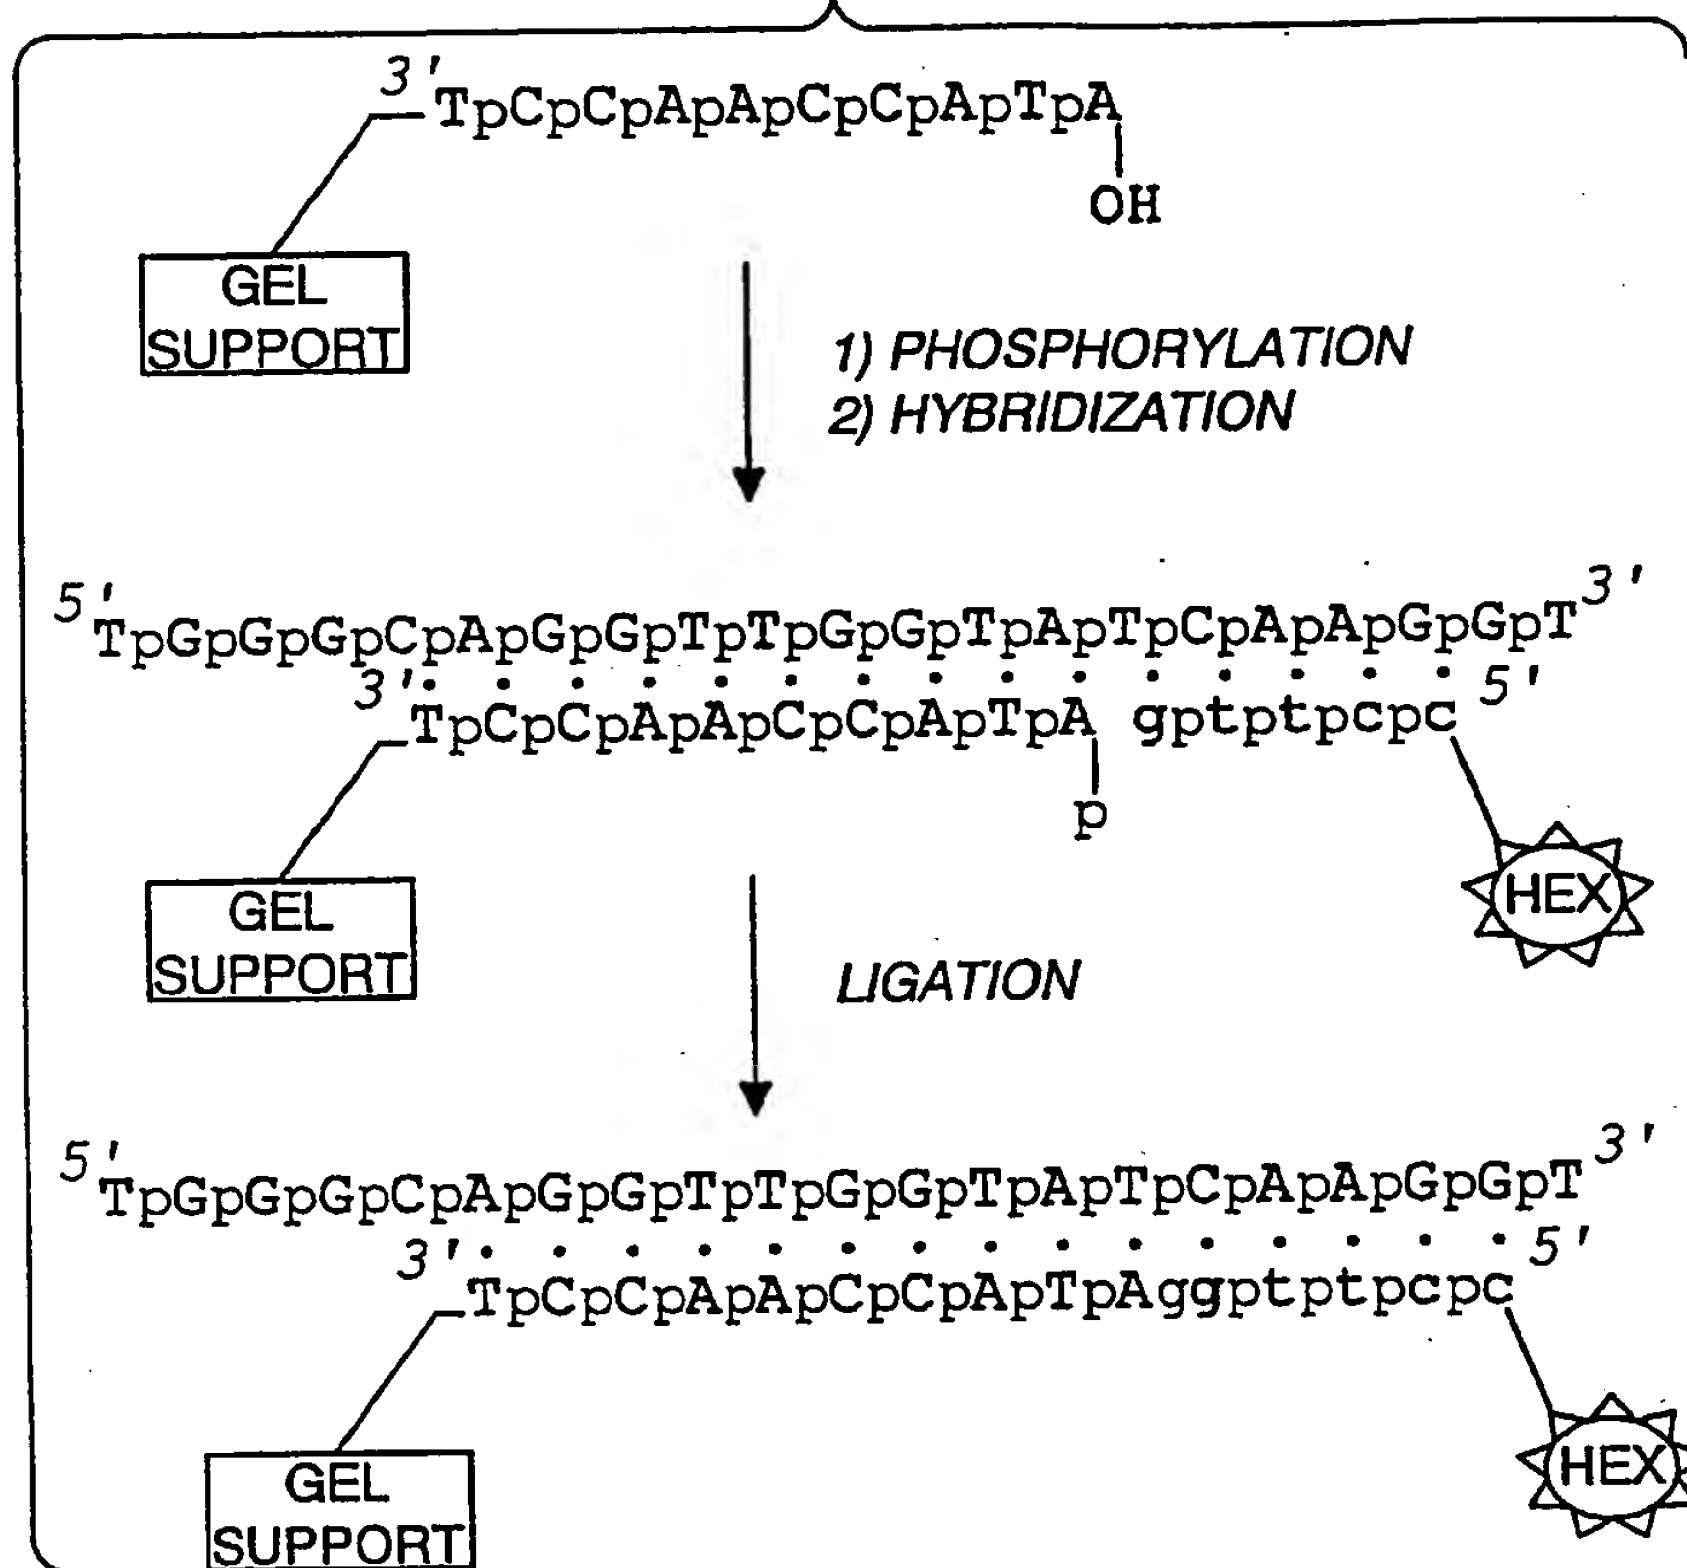 3'
TpCpCpApApCpCpApTpA
OH
GEL
SUPPORT
1) PHOSPHORYLATION
2) HYBRIDIZATION
5' TpGpGpGpCpApGpGpTpTpGpGpTpApTpCpApApGpGpT 3'
3' 5'
TpCpCpApApCpCpApTpA gptptpcpc
p
GEL
SUPPORT
HEX
LIGATION
5' TpGpGpGpCpApGpGpTpTpGpGpTpApTpCpApApGpGpT 3'
3' 5'
TpCpCpApApCpCpApTpAggptptpcpc
GEL
SUPPORT
HEX